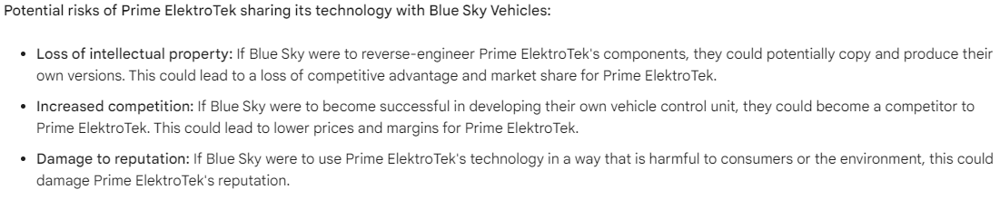 Potential risks of Prime ElektroTek sharing its technology with Blue Sky Vehicles:
• Loss of intellectual property: If Blue Sky were to reverse-engineer Prime ElektroTek's components, they could potentially copy and produce their
own versions. This could lead to a loss of competitive advantage and market share for Prime ElektroTek.
• Increased competition: If Blue Sky were to become successful in developing their own vehicle control unit, they could become a competitor to
Prime ElektroTek. This could lead to lower prices and margins for Prime ElektroTek.
• Damage to reputation: If Blue Sky were to use Prime ElektroTek's technology in a way that is harmful to consumers or the environment, this could
damage Prime ElektroTek's reputation.